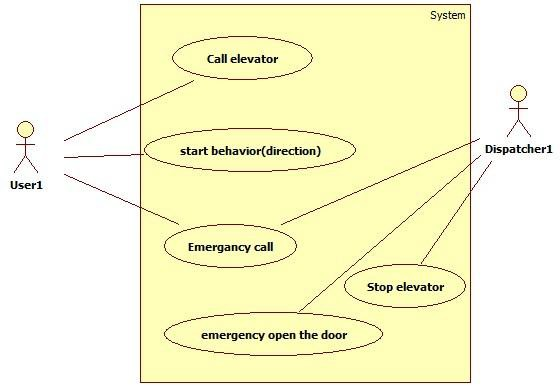 System
Call elevator
start behavior(direction)
User1
Dispatcher1
Emergancy call
Stop elevator
emergency open the door